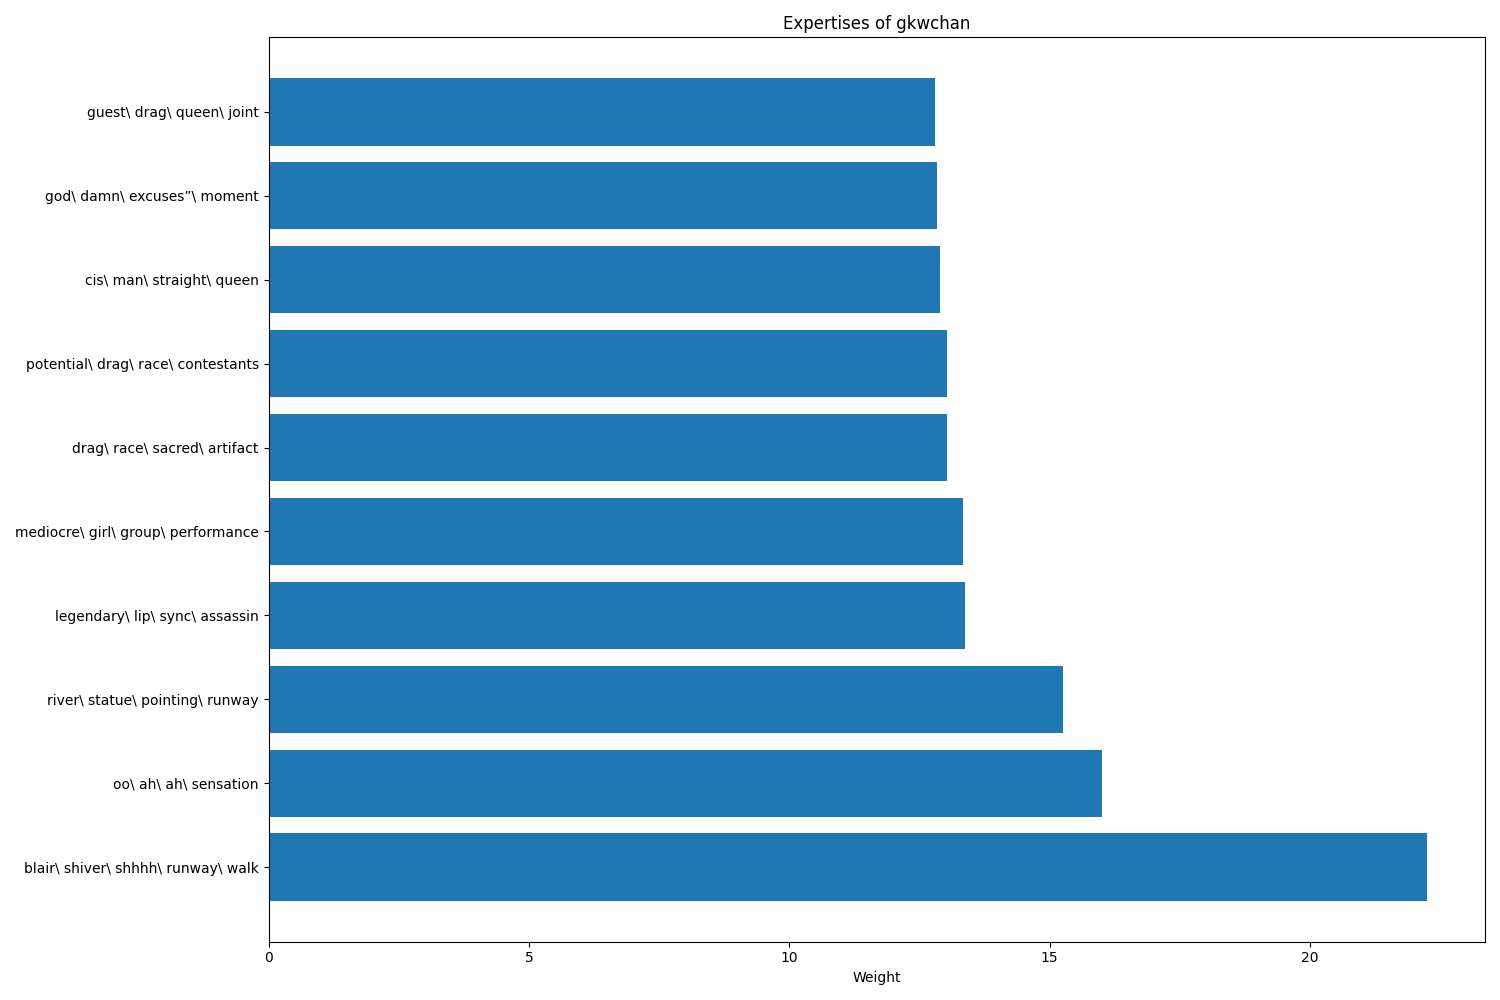 Expertises of gkwchan
guest\ drag\ queen\ joint
god\ damn\ excuses”\ moment
cis\ man\ straight\ queen
potential\ drag\ race\ contestants
drag\ race\ sacred\ artifact
mediocre\ girl\ group\ performance
legendary\ lip\ sync\ assassin
river\ statue\ pointing\ runway
oo\ ah\ ah\ sensation
blair\ shiver\ shhhh\ runway\ walk
0 5 10 15 20
Weight